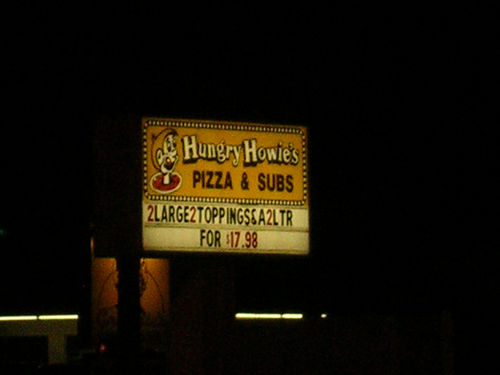 Hungry Howie's
PIZZA & SUBS
2LARGE2TOPPINGS&A2LTR
FOR $17.98